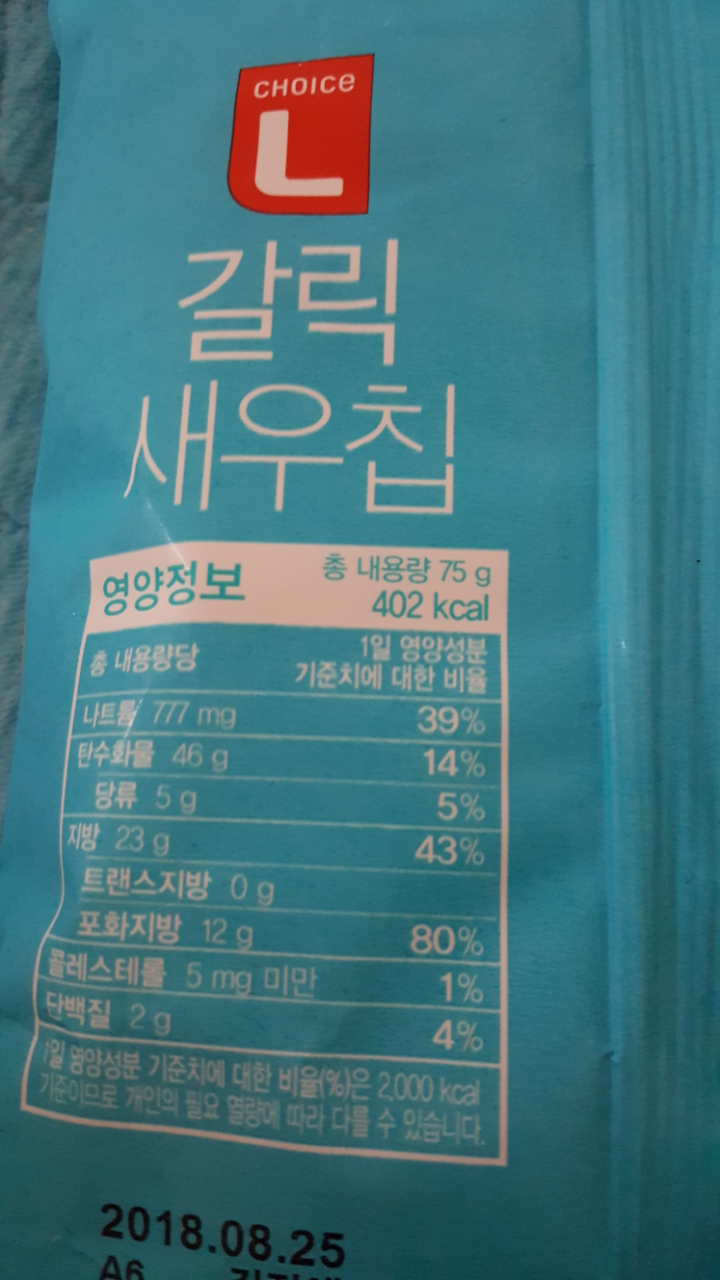 CHOICe
L
갈릭
새우칩
영양정보
총 내용량 75 g
402 kcal
총 내용량당
1일 영양성분
기준치에 대한 비율
나트륨 777 mg 39%
탄수화물 46 g 14%
당류 5 g 5%
지방 23 g 43%
트랜스지방 0 g
포화지방 12 g 80%
콜레스테롤 5 mg 미만 1%
단백질 2 g 4%
1일 영양성분 기준치에 대한 비율(%)은 2,000 kcal
기준이므로 개인의 필요 열량에 따라 다를 수 있습니다.
2018.08.25
A6